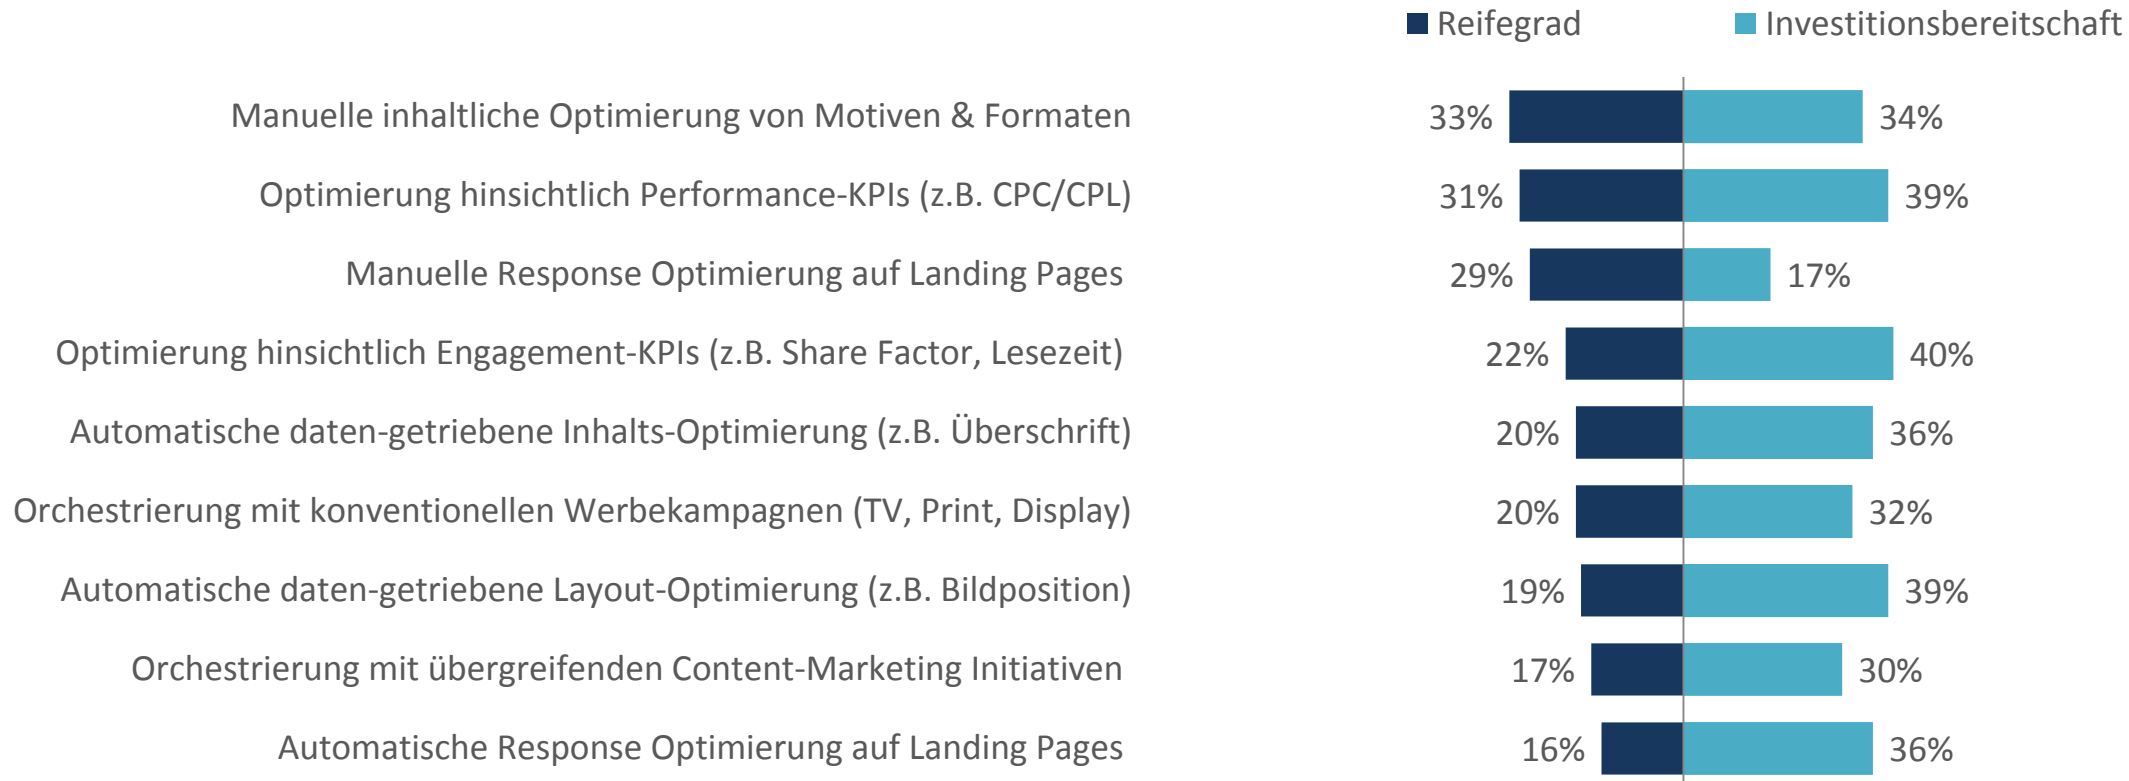 Reifegrad Investitionsbereitschaft
Manuelle inhaltliche Optimierung von Motiven & Formaten 33% 34%
Optimierung hinsichtlich Performance-KPIs (z.B. CPC/CPL) 31% 39%
Manuelle Response Optimierung auf Landing Pages 29% 17%
Optimierung hinsichtlich Engagement-KPIs (z.B. Share Factor, Lesezeit) 22% 40%
Automatische daten-getriebene Inhalts-Optimierung (z.B. Überschrift) 20% 36%
Orchestrierung mit konventionellen Werbekampagnen (TV, Print, Display) 20% 32%
Automatische daten-getriebene Layout-Optimierung (z.B. Bildposition) 19% 39%
Orchestrierung mit übergreifenden Content-Marketing Initiativen 17% 30%
Automatische Response Optimierung auf Landing Pages 16% 36%